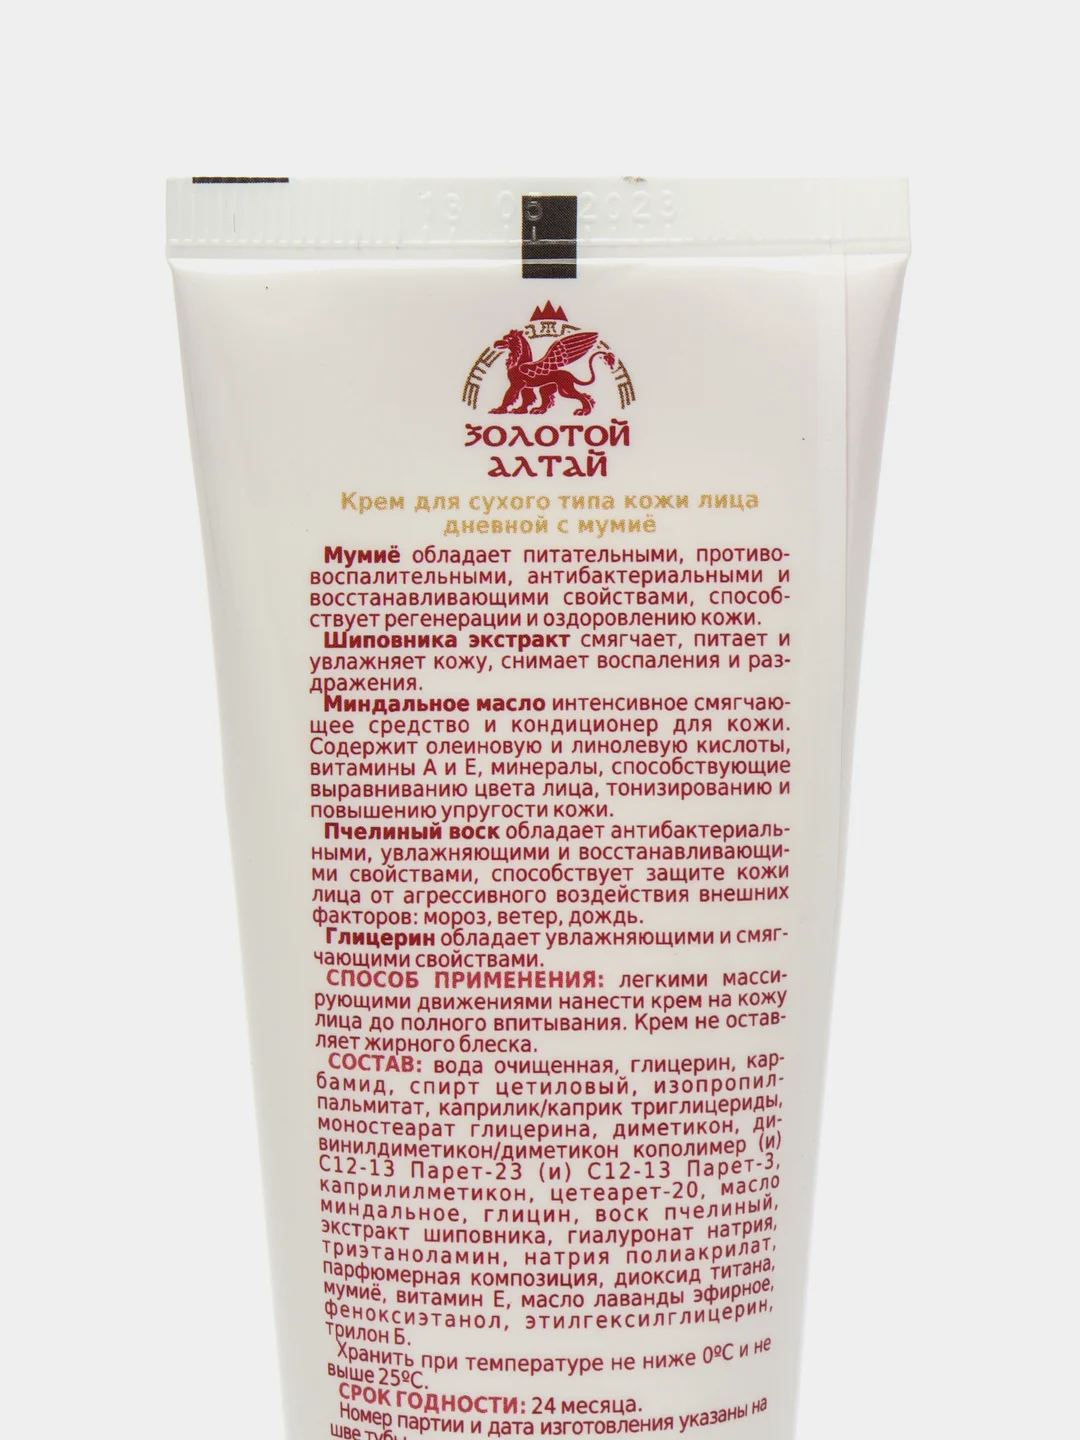 13 05 2023
ЗОЛОТОЙ
АЛТАЙ
Крем для сухого типа кожи лица
дневной с мумиё
Мумиё обладает питательными, противо-
воспалительными, антибактериальными и
восстанавливающими свойствами, способ-
ствует регенерации и оздоровлению кожи.
Шиповника экстракт смягчает, питает и
увлажняет кожу, снимает воспаления и раз-
дражения.
Миндальное масло интенсивное смягчаю-
щее средство и кондиционер для кожи.
Содержит олеиновую и линолевую кислоты,
витамины А и Е, минералы, способствующие
выравниванию цвета лица, тонизированию и
повышению упругости кожи.
Пчелиный воск обладает антибактериаль-
ными, увлажняющими и восстанавливающи-
ми свойствами, способствует защите кожи
лица от агрессивного воздействия внешних
факторов: мороз, ветер, дождь.
Глицерин обладает увлажняющими и смяг-
чающими свойствами.
СПОСОБ ПРИМЕНЕНИЯ: легкими масси-
рующими движениями нанести крем на кожу
лица до полного впитывания. Крем не остав-
ляет жирного блеска.
СОСТАВ: вода очищенная, глицерин, кар-
бамид, спирт цетиловый, изопропил-
пальмитат, каприлик/каприк триглицериды,
моностеарат глицерина, диметикон, ди-
винилдиметикон/диметикон кополимер (и)
С12-13 Парет-23 (и) С12-13 Парет-3,
каприлилметикон, цетеарет-20, масло
миндальное, глицин, воск пчелиный,
экстракт шиповника, гиалуронат натрия,
триэтаноламин, натрия полиакрилат,
парфюмерная композиция, диоксид титана,
мумиё, витамин Е, масло лаванды эфирное,
феноксиэтанол, этилгексилглицерин,
трилон Б.
Хранить при температуре не ниже 0ºС и не
выше 25ºС.
СРОК ГОДНОСТИ: 24 месяца.
Номер партии и дата изготовления указаны на
шве тубы